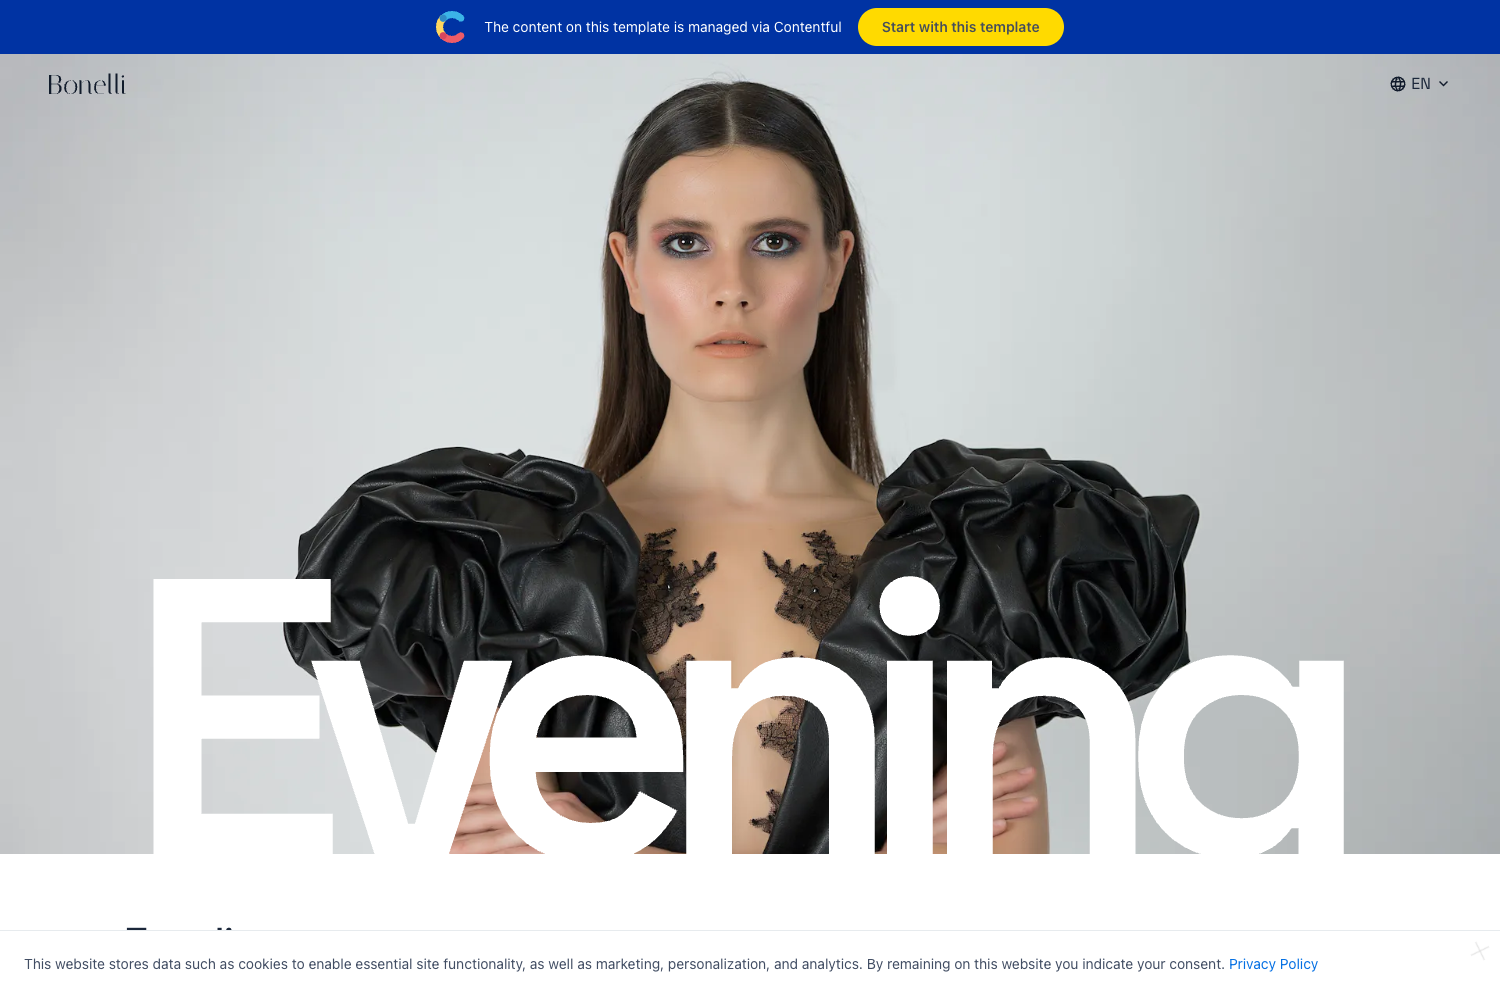 The content on this template is managed via Contentful
Start with this template
Bonelli
EN
Evening
This website stores data such as cookies to enable essential site functionality, as well as marketing, personalization, and analytics. By remaining on this website you indicate your consent. Privacy Policy